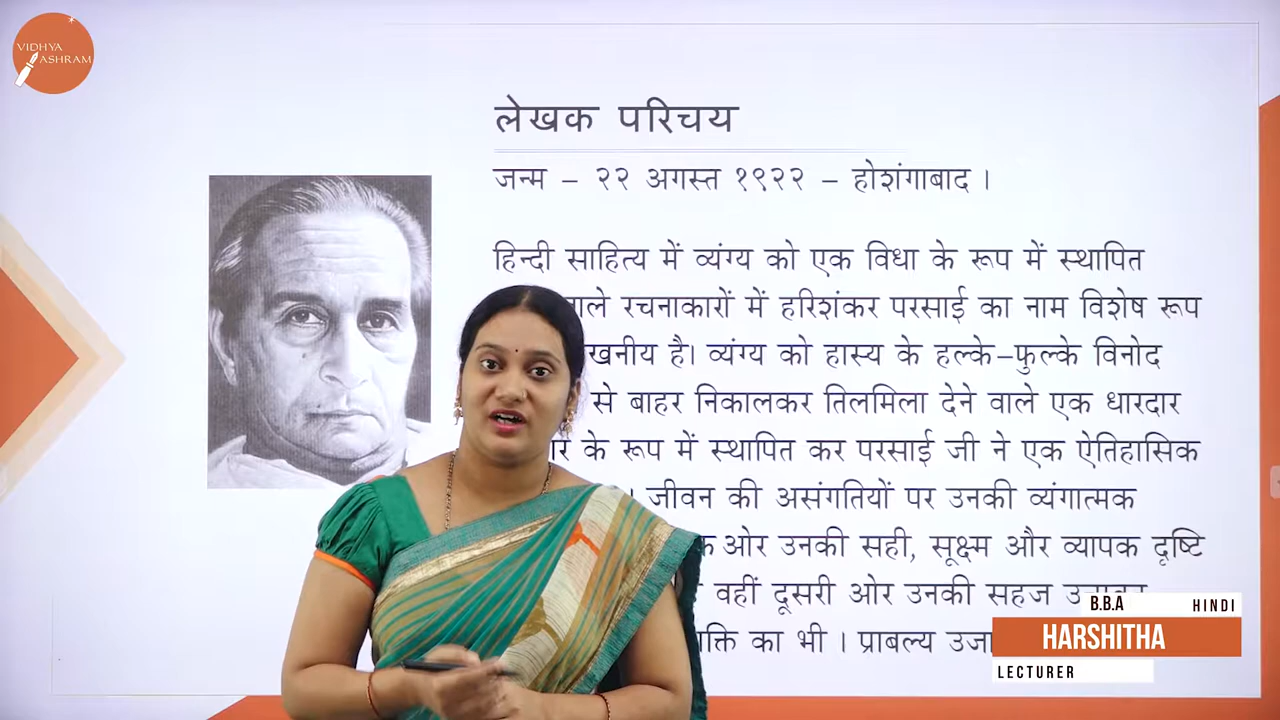 VIDHYA
ASHRAM
लेखक परिचय
जन्म – २२ अगस्त १९२२ – होशंगाबाद ।
हिन्दी साहित्य में व्यंग्य को एक विधा के रूप में स्थापित
रचनाकारों में हरिशंकर परसाई का नाम विशेष रूप
है। व्यंग्य को हास्य के हल्के–फुल्के विनोद
से बाहर निकालकर तिलमिला देने वाले एक धारदार
के रूप में स्थापित कर परसाई जी ने एक ऐतिहासिक
। जीवन की असंगतियों पर उनकी व्यंगात्मक
ओर उनकी सही, सूक्ष्म और व्यापक दृष्टि
वहीं दूसरी ओर उनकी सहज
का भी । प्राबल्य
B.B.A HINDI
HARSHITHA
LECTURER